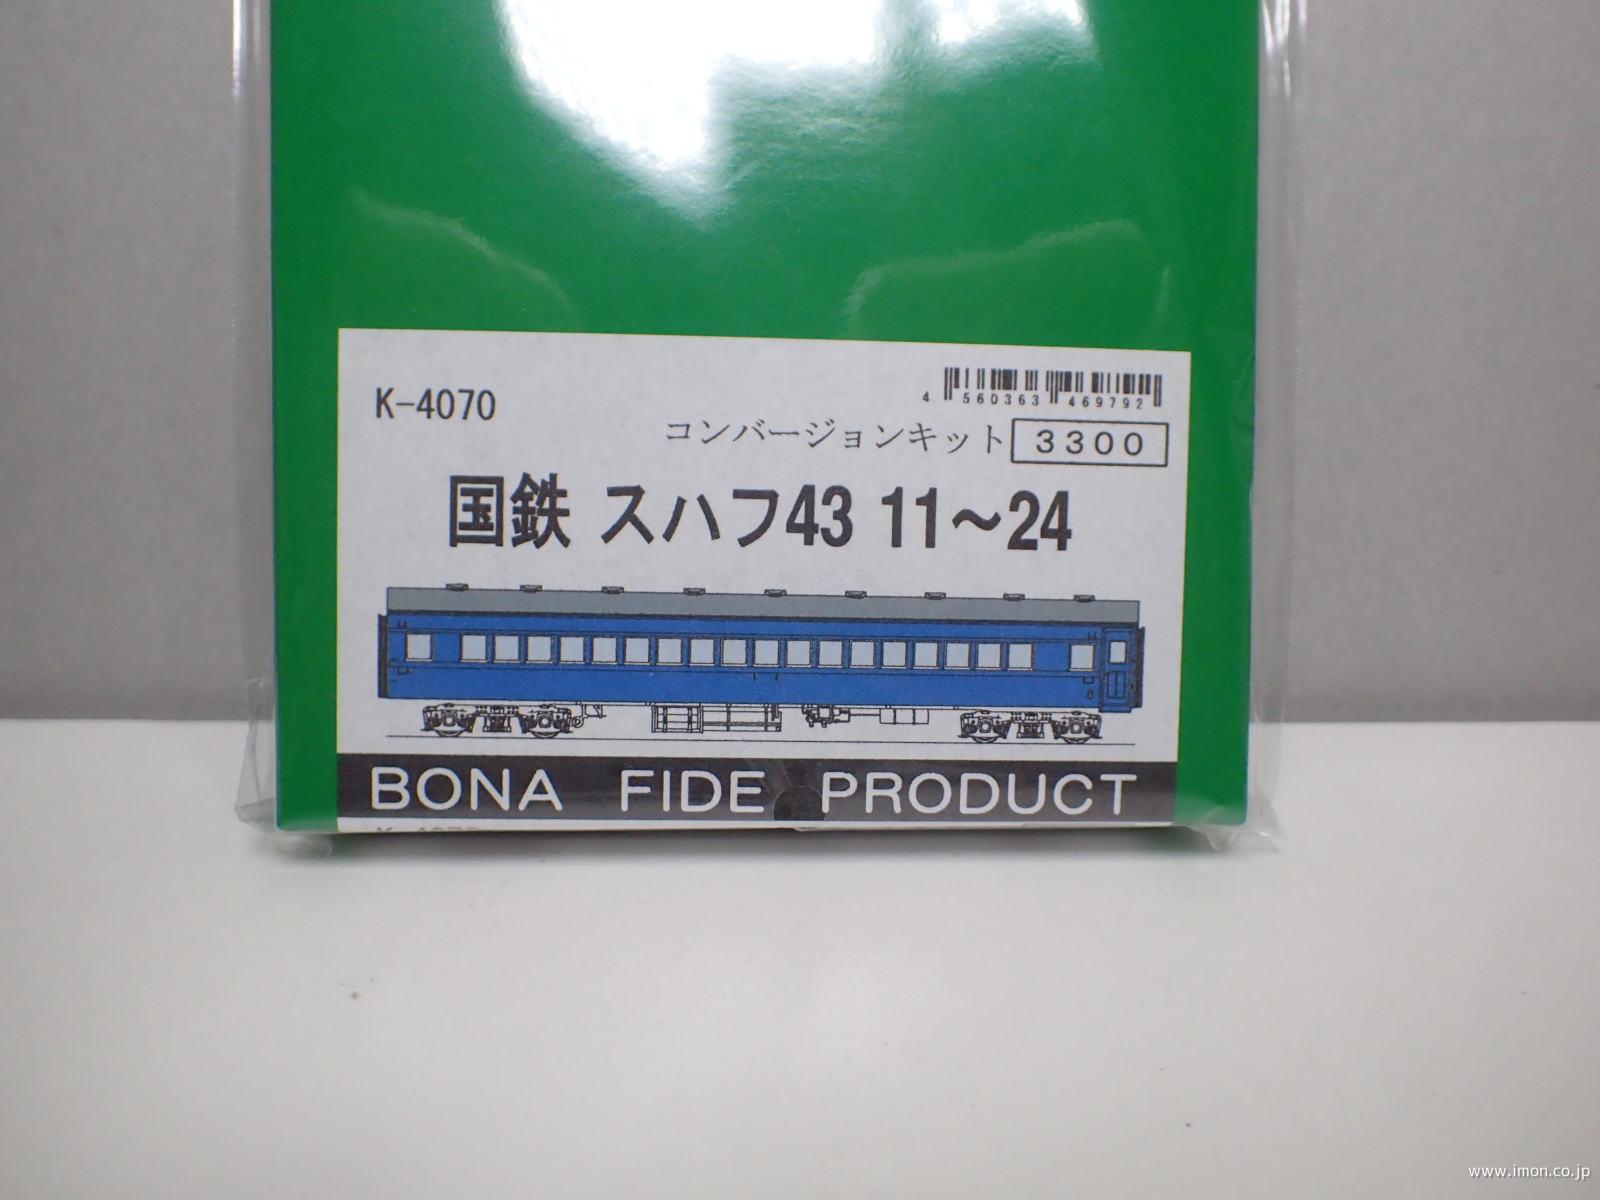 K-4070
4 560363 469792
コンバージョンキット 3300
国鉄 スハフ43 11～24
BONA FIDE PRODUCT
www.imon.co.jp